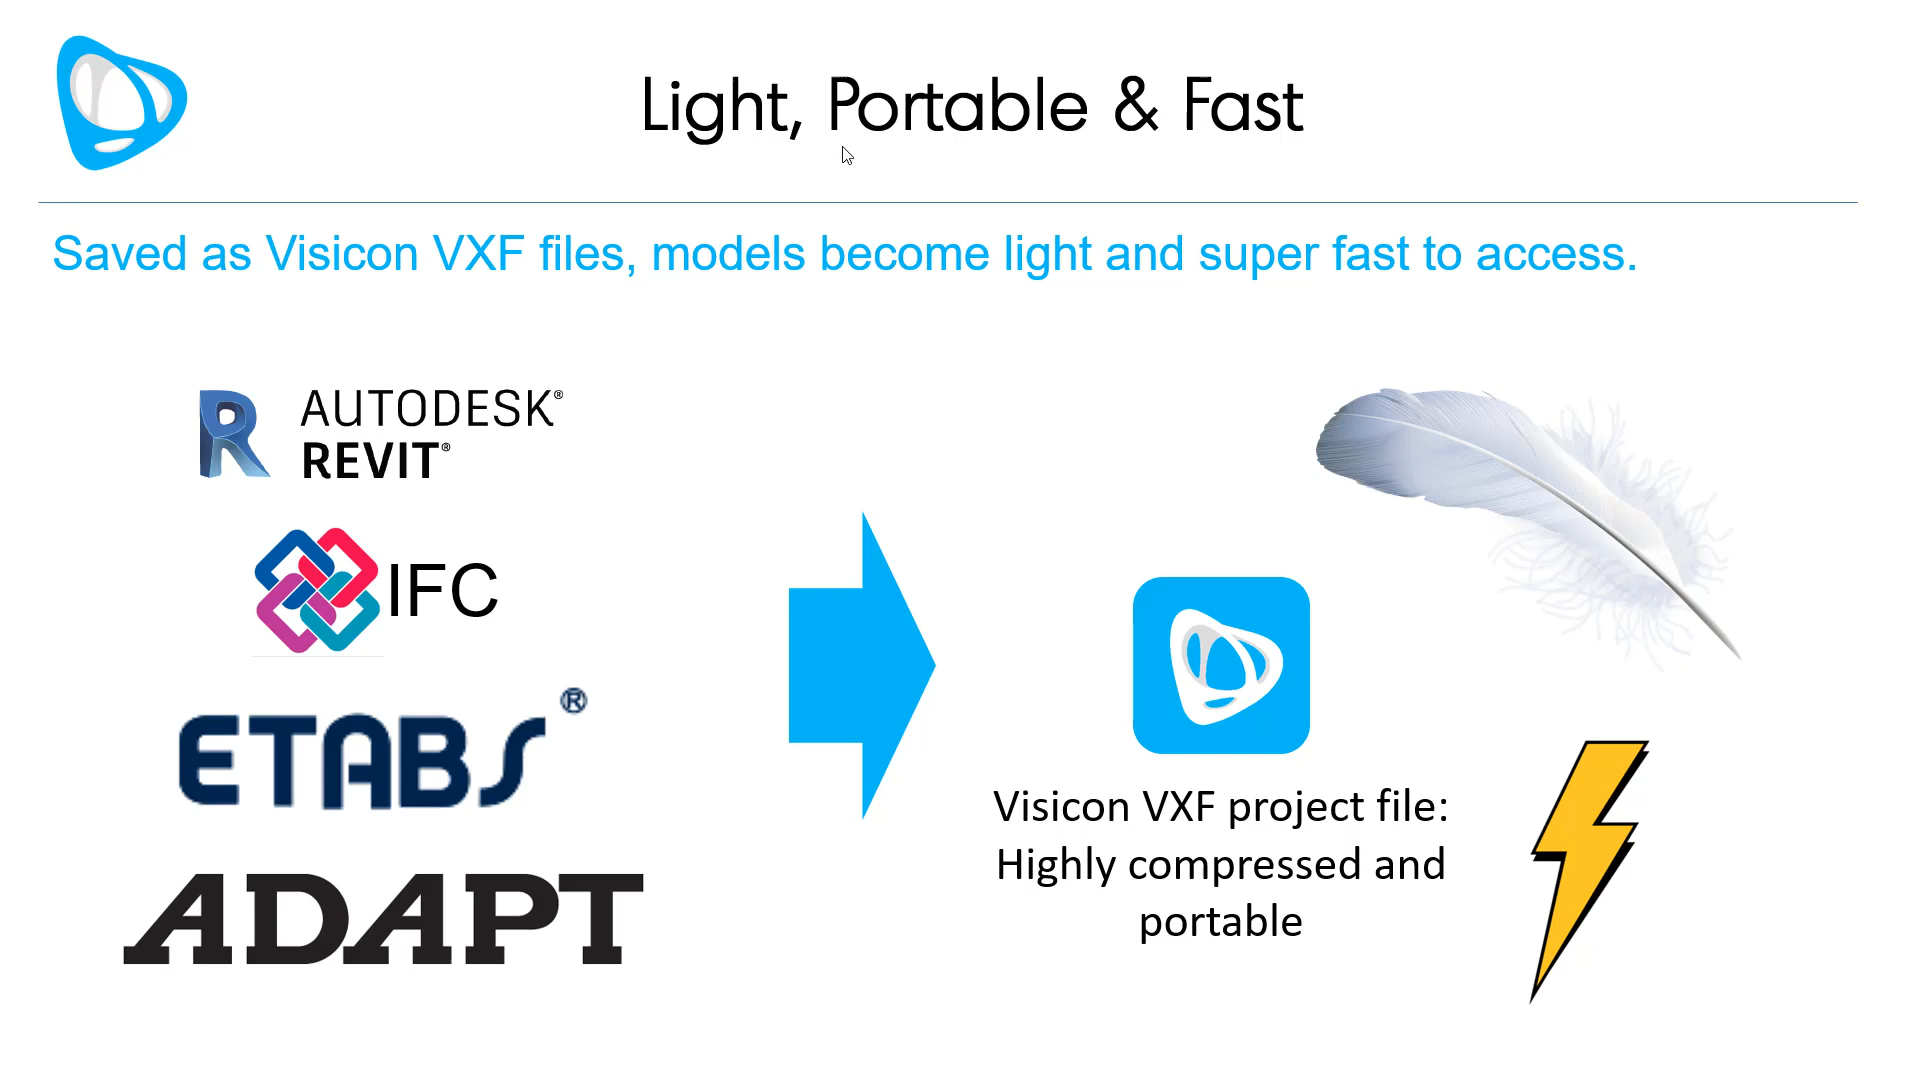 Light, Portable & Fast
Saved as Visicon VXF files, models become light and super fast to access.
AUTODESK®
REVIT®
IFC
ETABS®
ADAPT
Visicon VXF project file:
Highly compressed and
portable